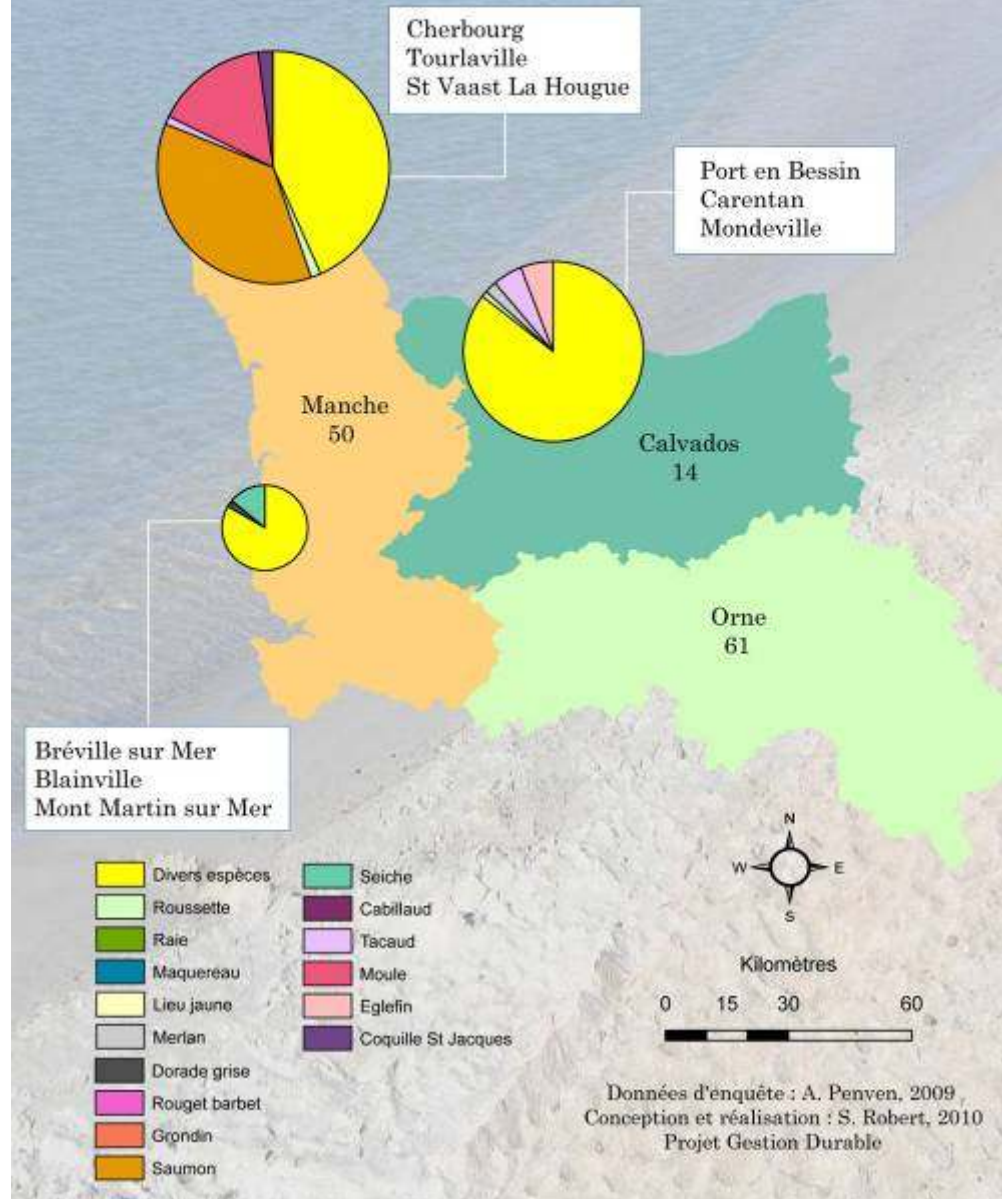 Cherbourg
Tourlaville
St Vaast La Hougue
Port en Bessin
Carentan
Mondeville
Manche
50
Calvados
14
Orne
61
Bréville sur Mer
Blainville
Mont Martin sur Mer
Divers espèces
Roussette
Raie
Maquereau
Lieu jaune
Merlan
Dorade grise
Rouget barbet
Grondin
Saumon
Seiche
Cabillaud
Tacaud
Moule
Eglefin
Coquille St Jacques
N
W E
S
Kilomètres
0 15 30 60
Données d'enquête : A. Penven, 2009
Conception et réalisation : S. Robert, 2010
Projet Gestion Durable